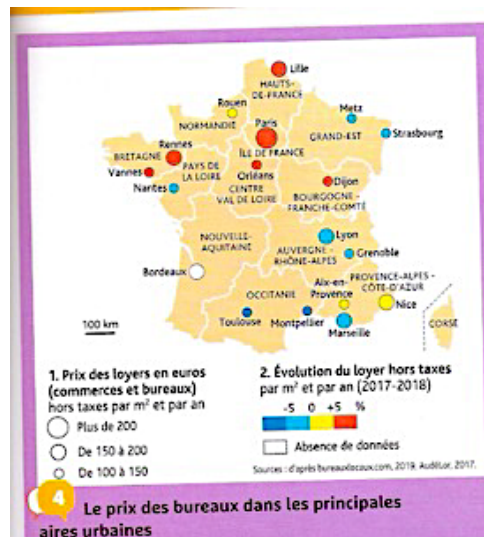 Lille
HAUTS-
DE-FRANCE
Rouen
NORMANDIE
Metz
Paris
GRAND-EST
Strasbourg
Rennes
BRETAGNE
ÎLE DE FRANCE
Vannes
PAYS DE
LA LOIRE
Orléans
Nantes
CENTRE
VAL DE LOIRE
Dijon
BOURGOGNE -
FRANCHE-COMTÉ
NOUVELLE-
AQUITAINE
Lyon
AUVERGNE -
RHÔNE-ALPES
Grenoble
Bordeaux
OCCITANIE
Aix-en-
Provence
PROVENCE-ALPES -
CÔTE-D'AZUR
Nice
Toulouse
Montpellier
Marseille
CORSE
100 km
1. Prix des loyers en euros
(commerces et bureaux)
hors taxes par m² et par an
Plus de 200
De 150 à 200
De 100 à 150
2. Évolution du loyer hors taxes
par m² et par an (2017-2018)
-5 0 +5 %
Absence de données
Sources : d'après bureauxlocaux.com, 2019, AudéLor, 2017.
4 Le prix des bureaux dans les principales
aires urbaines